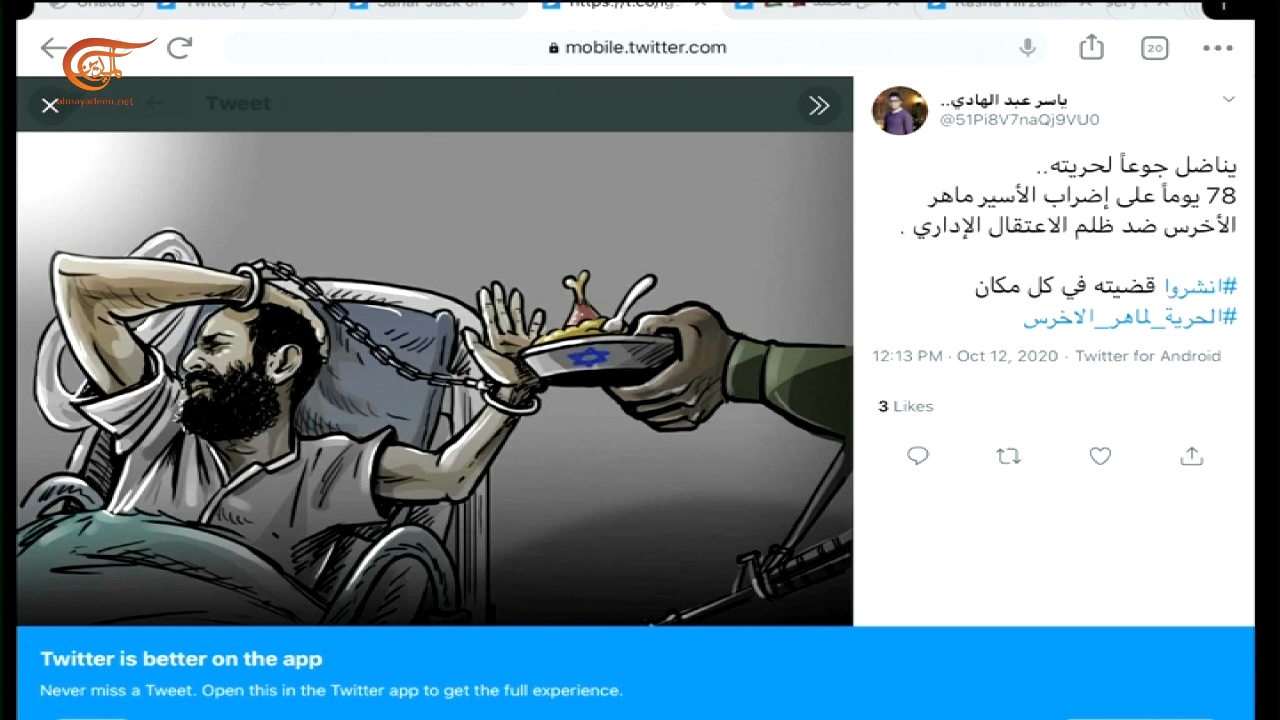 mobile.twitter.com
20
الميادين
almayadeen.net
Tweet
ياسر عبد الهادي..
@51Pi8V7naQj9VU0
يناضل جوعاً لحريته..
78 يوماً على إضراب الأسير ماهر
الأخرس ضد ظلم الاعتقال الإداري .
#انشروا قضيته في كل مكان
#الحرية_لماهر_الاخرس
12:13 PM · Oct 12, 2020 · Twitter for Android
3 Likes
Twitter is better on the app
Never miss a Tweet. Open this in the Twitter app to get the full experience.